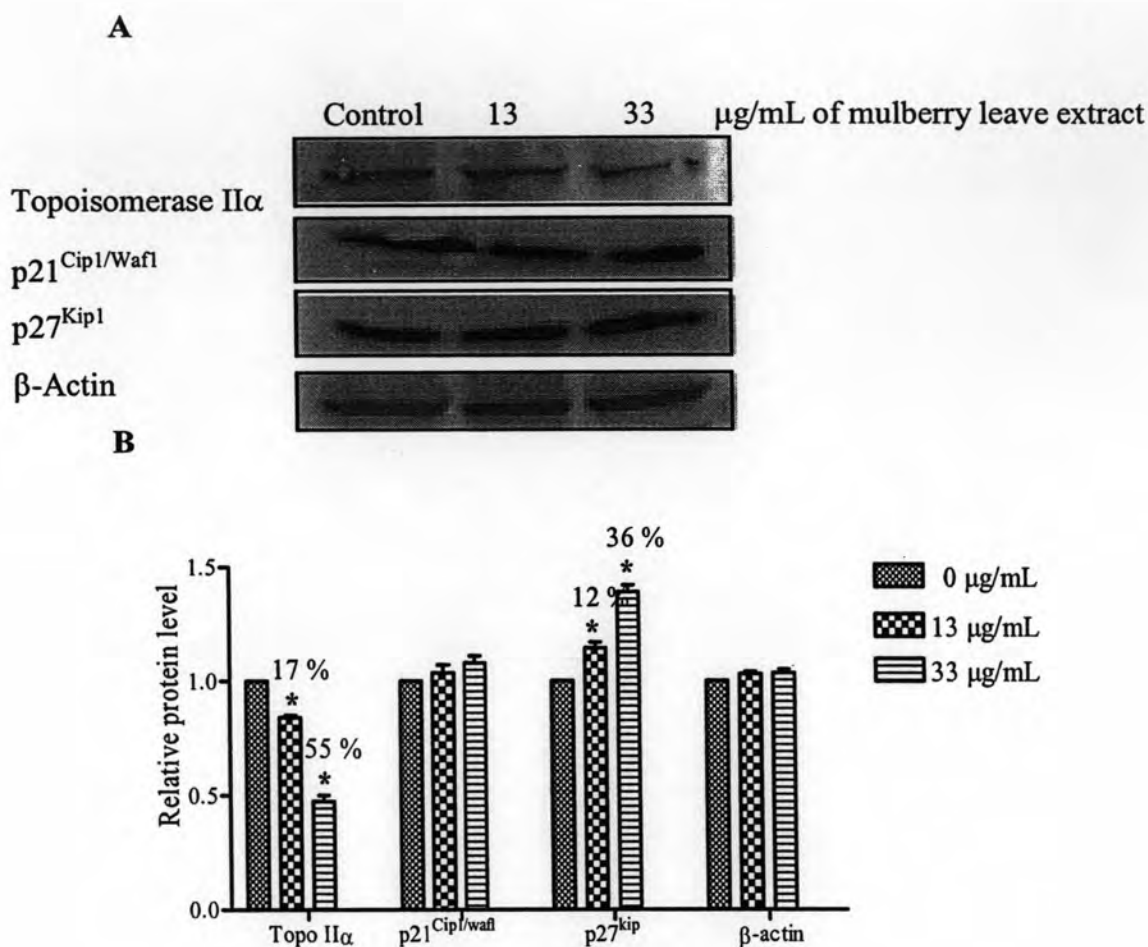 A
Control 13 33 μg/mL of mulberry leave extract
Topoisomerase IIα
p21Cip1/Waf1
p27Kip1
β-Actin
B
36 %
12 %
17 %
55 %
* * * *
Relative protein level
1.5
1.0
0.5
0.0
Topo IIα p21Cip1/waf1 p27kip β-actin
0 μg/mL
13 μg/mL
33 μg/mL